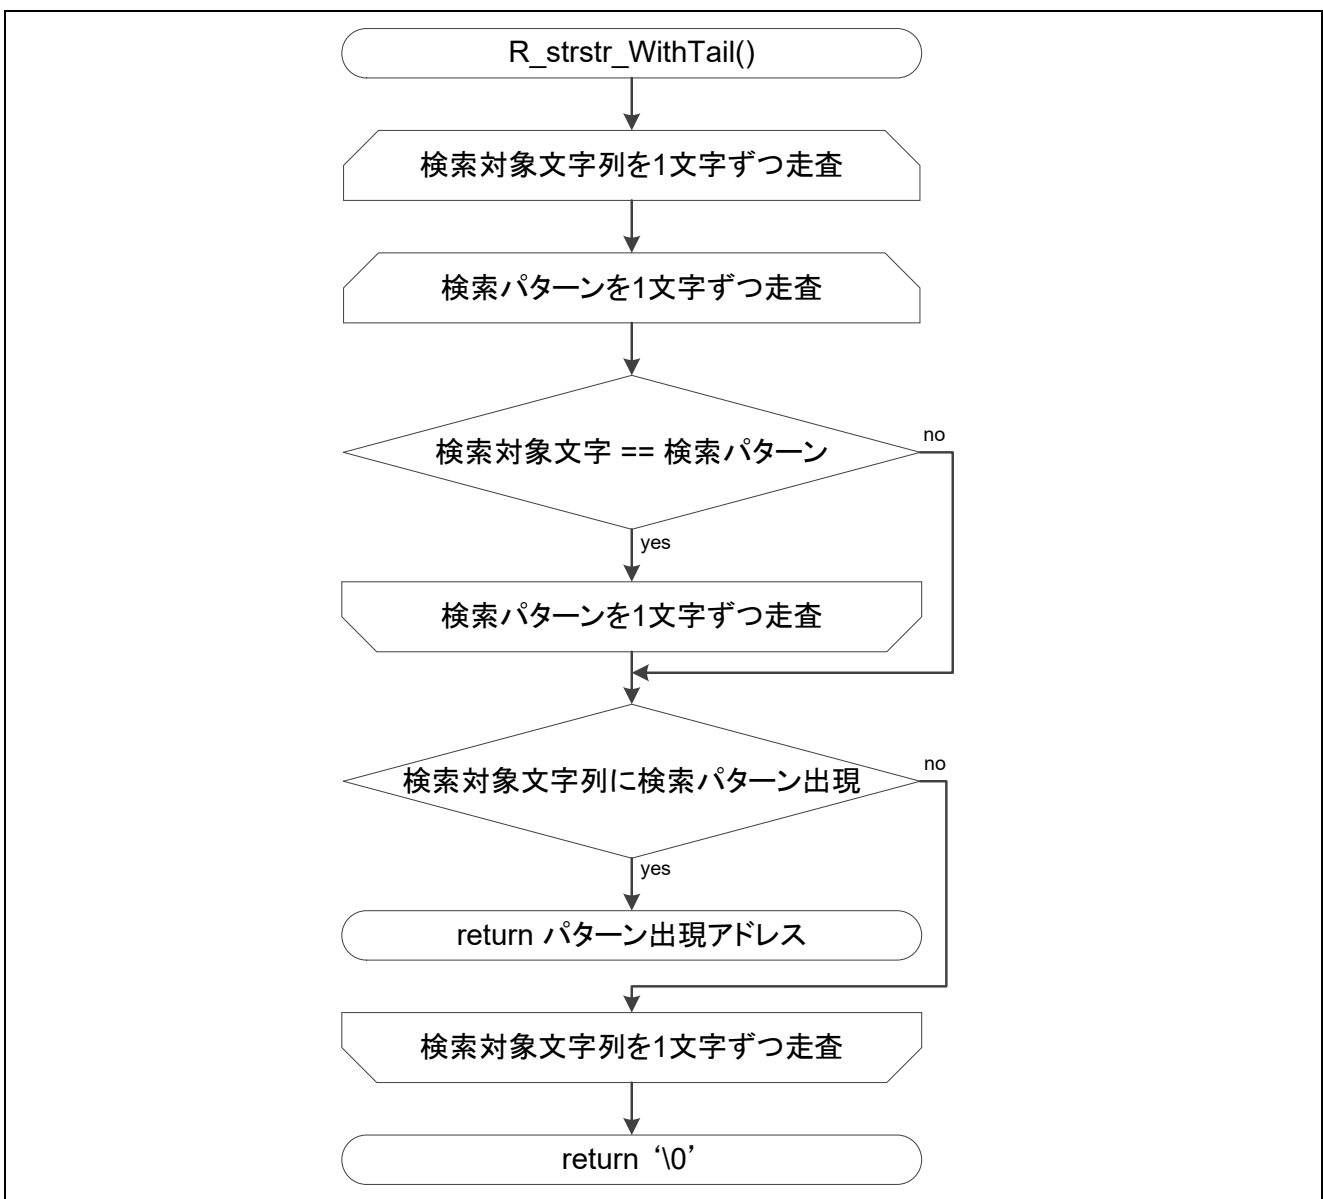 R_strstr_WithTail()
検索対象文字列を1文字ずつ走査
検索パターンを1文字ずつ走査
検索対象文字 == 検索パターン
no
yes
検索パターンを1文字ずつ走査
検索対象文字列に検索パターン出現
no
yes
return パターン出現アドレス
検索対象文字列を1文字ずつ走査
return ‘\0’